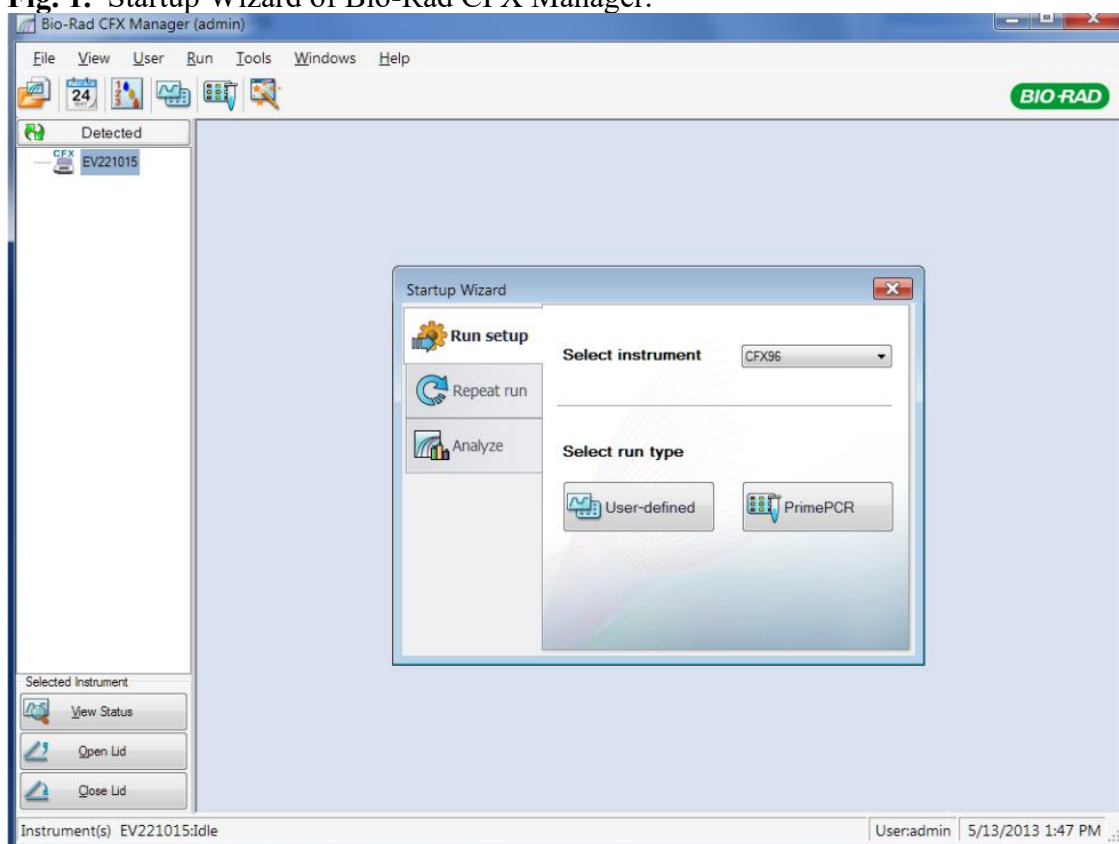 Fig. 1. Startup Wizard of Bio-Rad CFX Manager.
Bio-Rad CFX Manager (admin)
File View User Run Tools Windows Help
24
BIO-RAD
Detected
CFX
EV221015
Startup Wizard
Run setup
Repeat run
Analyze
Select instrument
CFX96
Select run type
User-defined
PrimePCR
Selected Instrument
View Status
Open Lid
Close Lid
Instrument(s) EV221015:Idle
User:admin 5/13/2013 1:47 PM